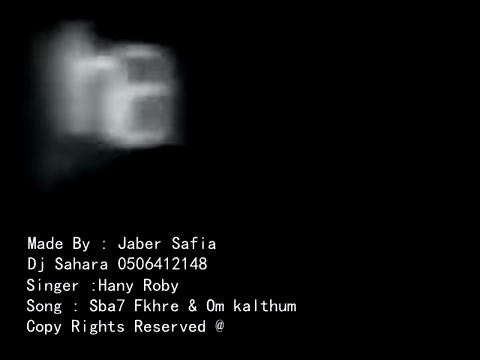 Made By : Jaber Safia
Dj Sahara 0506412148
Singer :Hany Roby
Song : Sba7 Fkhre & Om kalthum
Copy Rights Reserved @